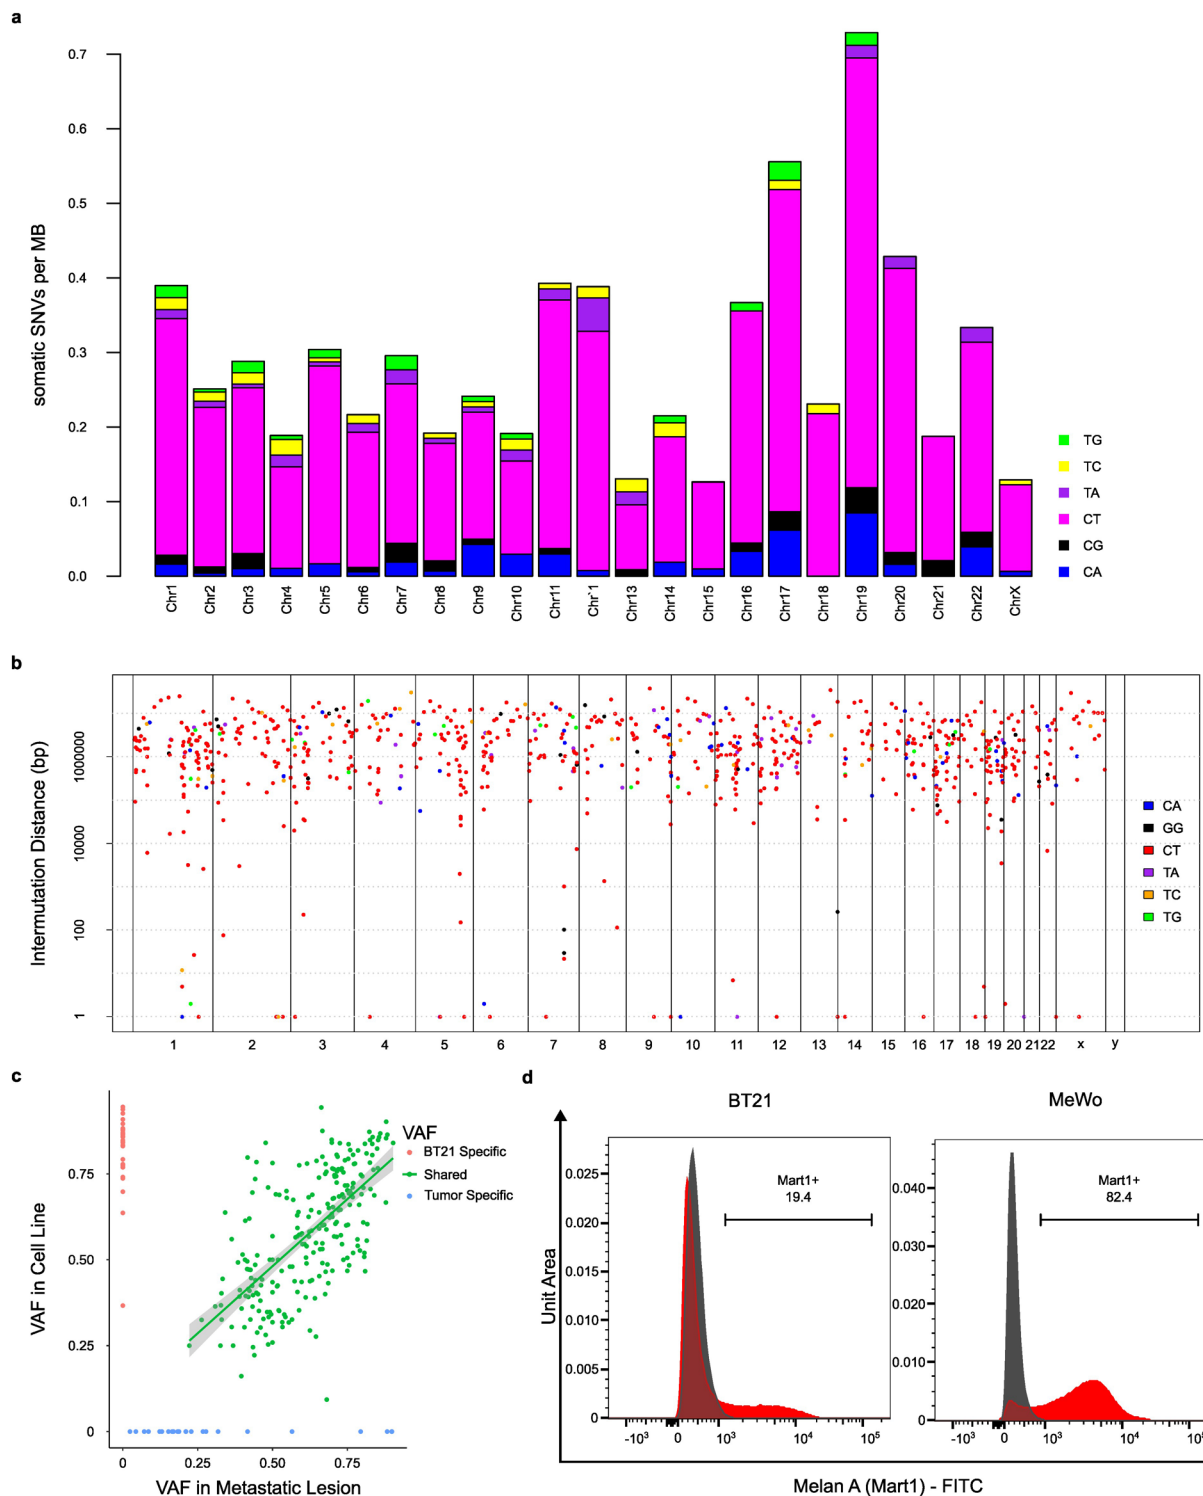 a
somatic SNVs per MB
0.7
0.6
0.5
0.4
0.3
0.2
0.1
0.0
Chr1 Chr2 Chr3 Chr4 Chr5 Chr6 Chr7 Chr8 Chr9 Chr10 Chr11 Chr'1 Chr13 Chr14 Chr15 Chr16 Chr17 Chr18 Chr19 Chr20 Chr21 Chr22 ChrX
TG
TC
TA
CT
CG
CA
b
Intermutation Distance (bp)
1000000
10000
100
1
1 2 3 4 5 6 7 8 9 10 11 12 13 14 15 16 17 18 19 20 21 22 x y
CA
GG
CT
TA
TC
TG
c
VAF in Cell Line
0.75
0.50
0.25
0
0 0.25 0.50 0.75
VAF in Metastatic Lesion
VAF
BT21 Specific
Shared
Tumor Specific
d
BT21
MeWo
Unit Area
0.025
0.020
0.015
0.010
0.005
0
Mart1+
19.4
-10³ 0 10³ 10⁴ 10⁵
0.040
0.030
0.020
0.010
0
Mart1+
82.4
-10³ 0 10³ 10⁴ 10⁵
Melan A (Mart1) - FITC